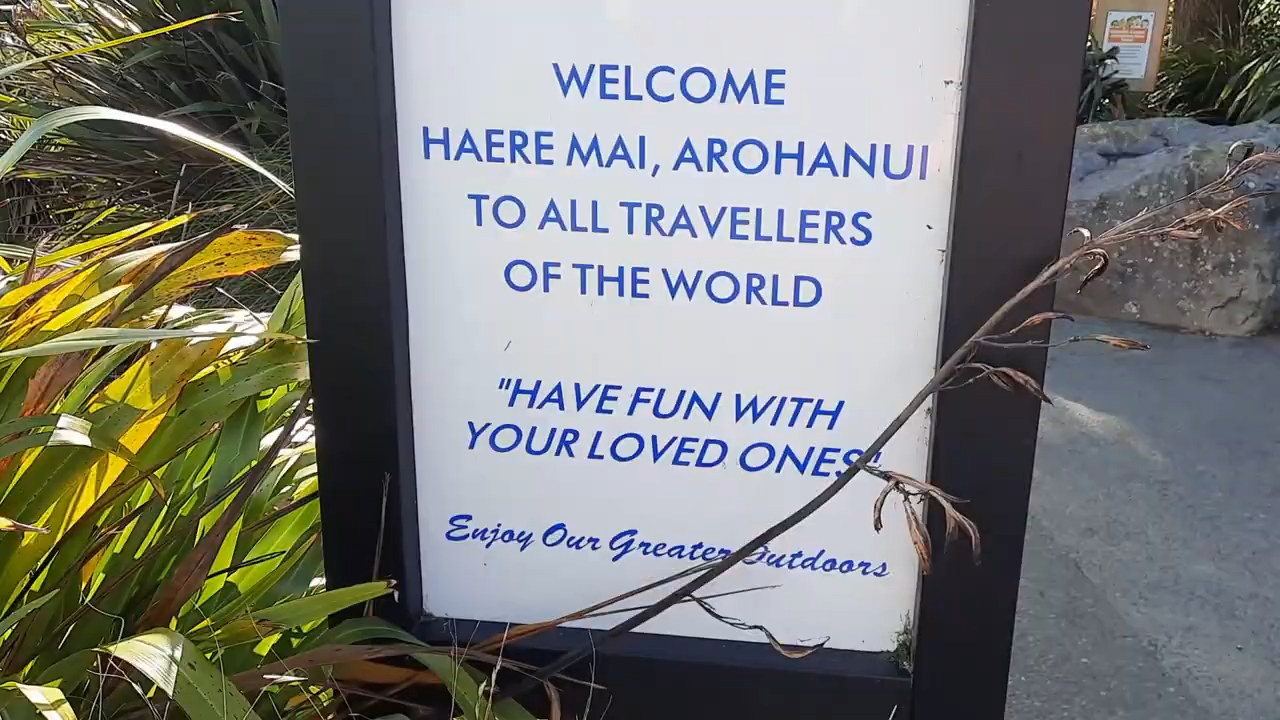 WELCOME
HAERE MAI, AROHANUI
TO ALL TRAVELLERS
OF THE WORLD
"HAVE FUN WITH
YOUR LOVED ONES"
Enjoy Our Greater Outdoors